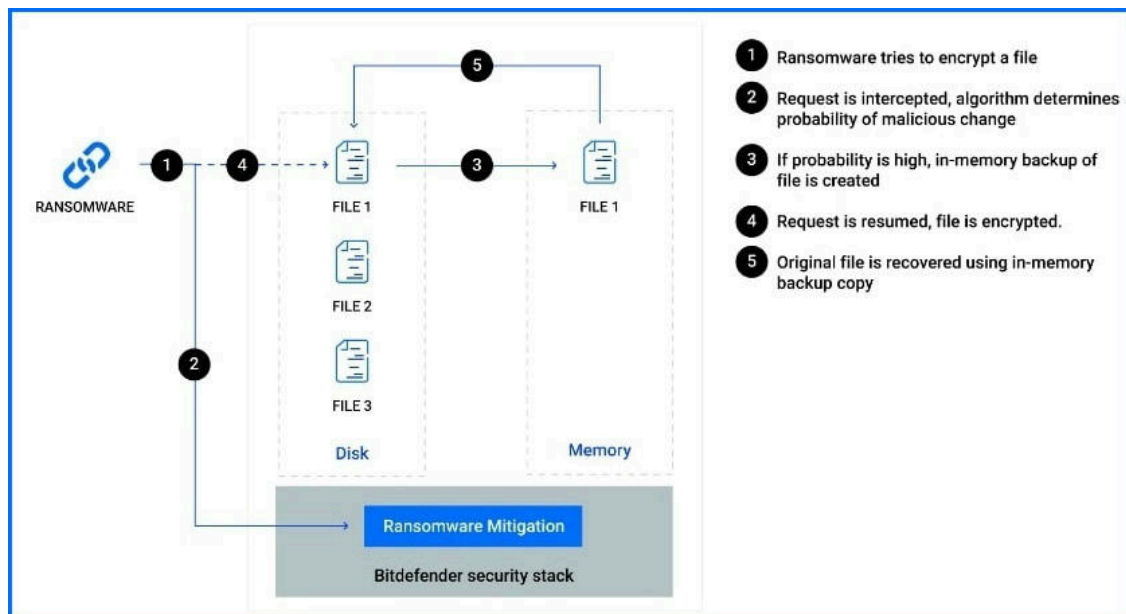 5
1
Ransomware tries to encrypt a file
2
Request is intercepted, algorithm determines
probability of malicious change
3
If probability is high, in-memory backup of
file is created
4
Request is resumed, file is encrypted.
5
Original file is recovered using in-memory
backup copy
1
4
3
RANSOMWARE
FILE 1
FILE 1
FILE 2
2
FILE 3
Disk
Memory
Ransomware Mitigation
Bitdefender security stack